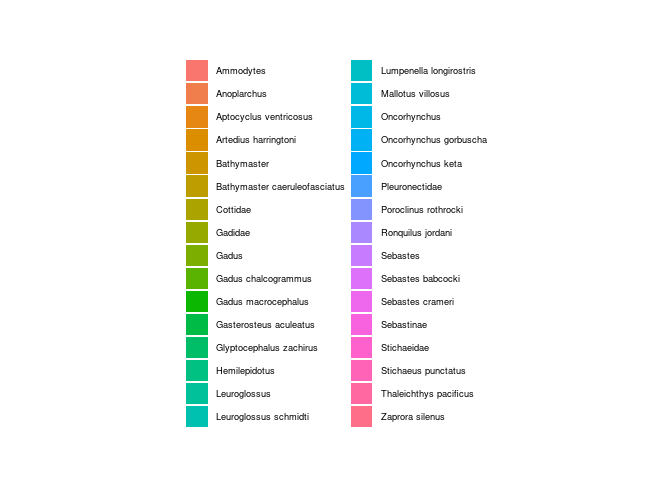 Ammodytes
Anoplarchus
Aptocyclus ventricosus
Artedius harringtoni
Bathymaster
Bathymaster caeruleofasciatus
Cottidae
Gadidae
Gadus
Gadus chalcogrammus
Gadus macrocephalus
Gasterosteus aculeatus
Glyptocephalus zachirus
Hemilepidotus
Leuroglossus
Leuroglossus schmidti
Lumpenella longirostris
Mallotus villosus
Oncorhynchus
Oncorhynchus gorbuscha
Oncorhynchus keta
Pleuronectidae
Poroclinus rothrocki
Ronquilus jordani
Sebastes
Sebastes babcocki
Sebastes crameri
Sebastinae
Stichaeidae
Stichaeus punctatus
Thaleichthys pacificus
Zaprora silenus